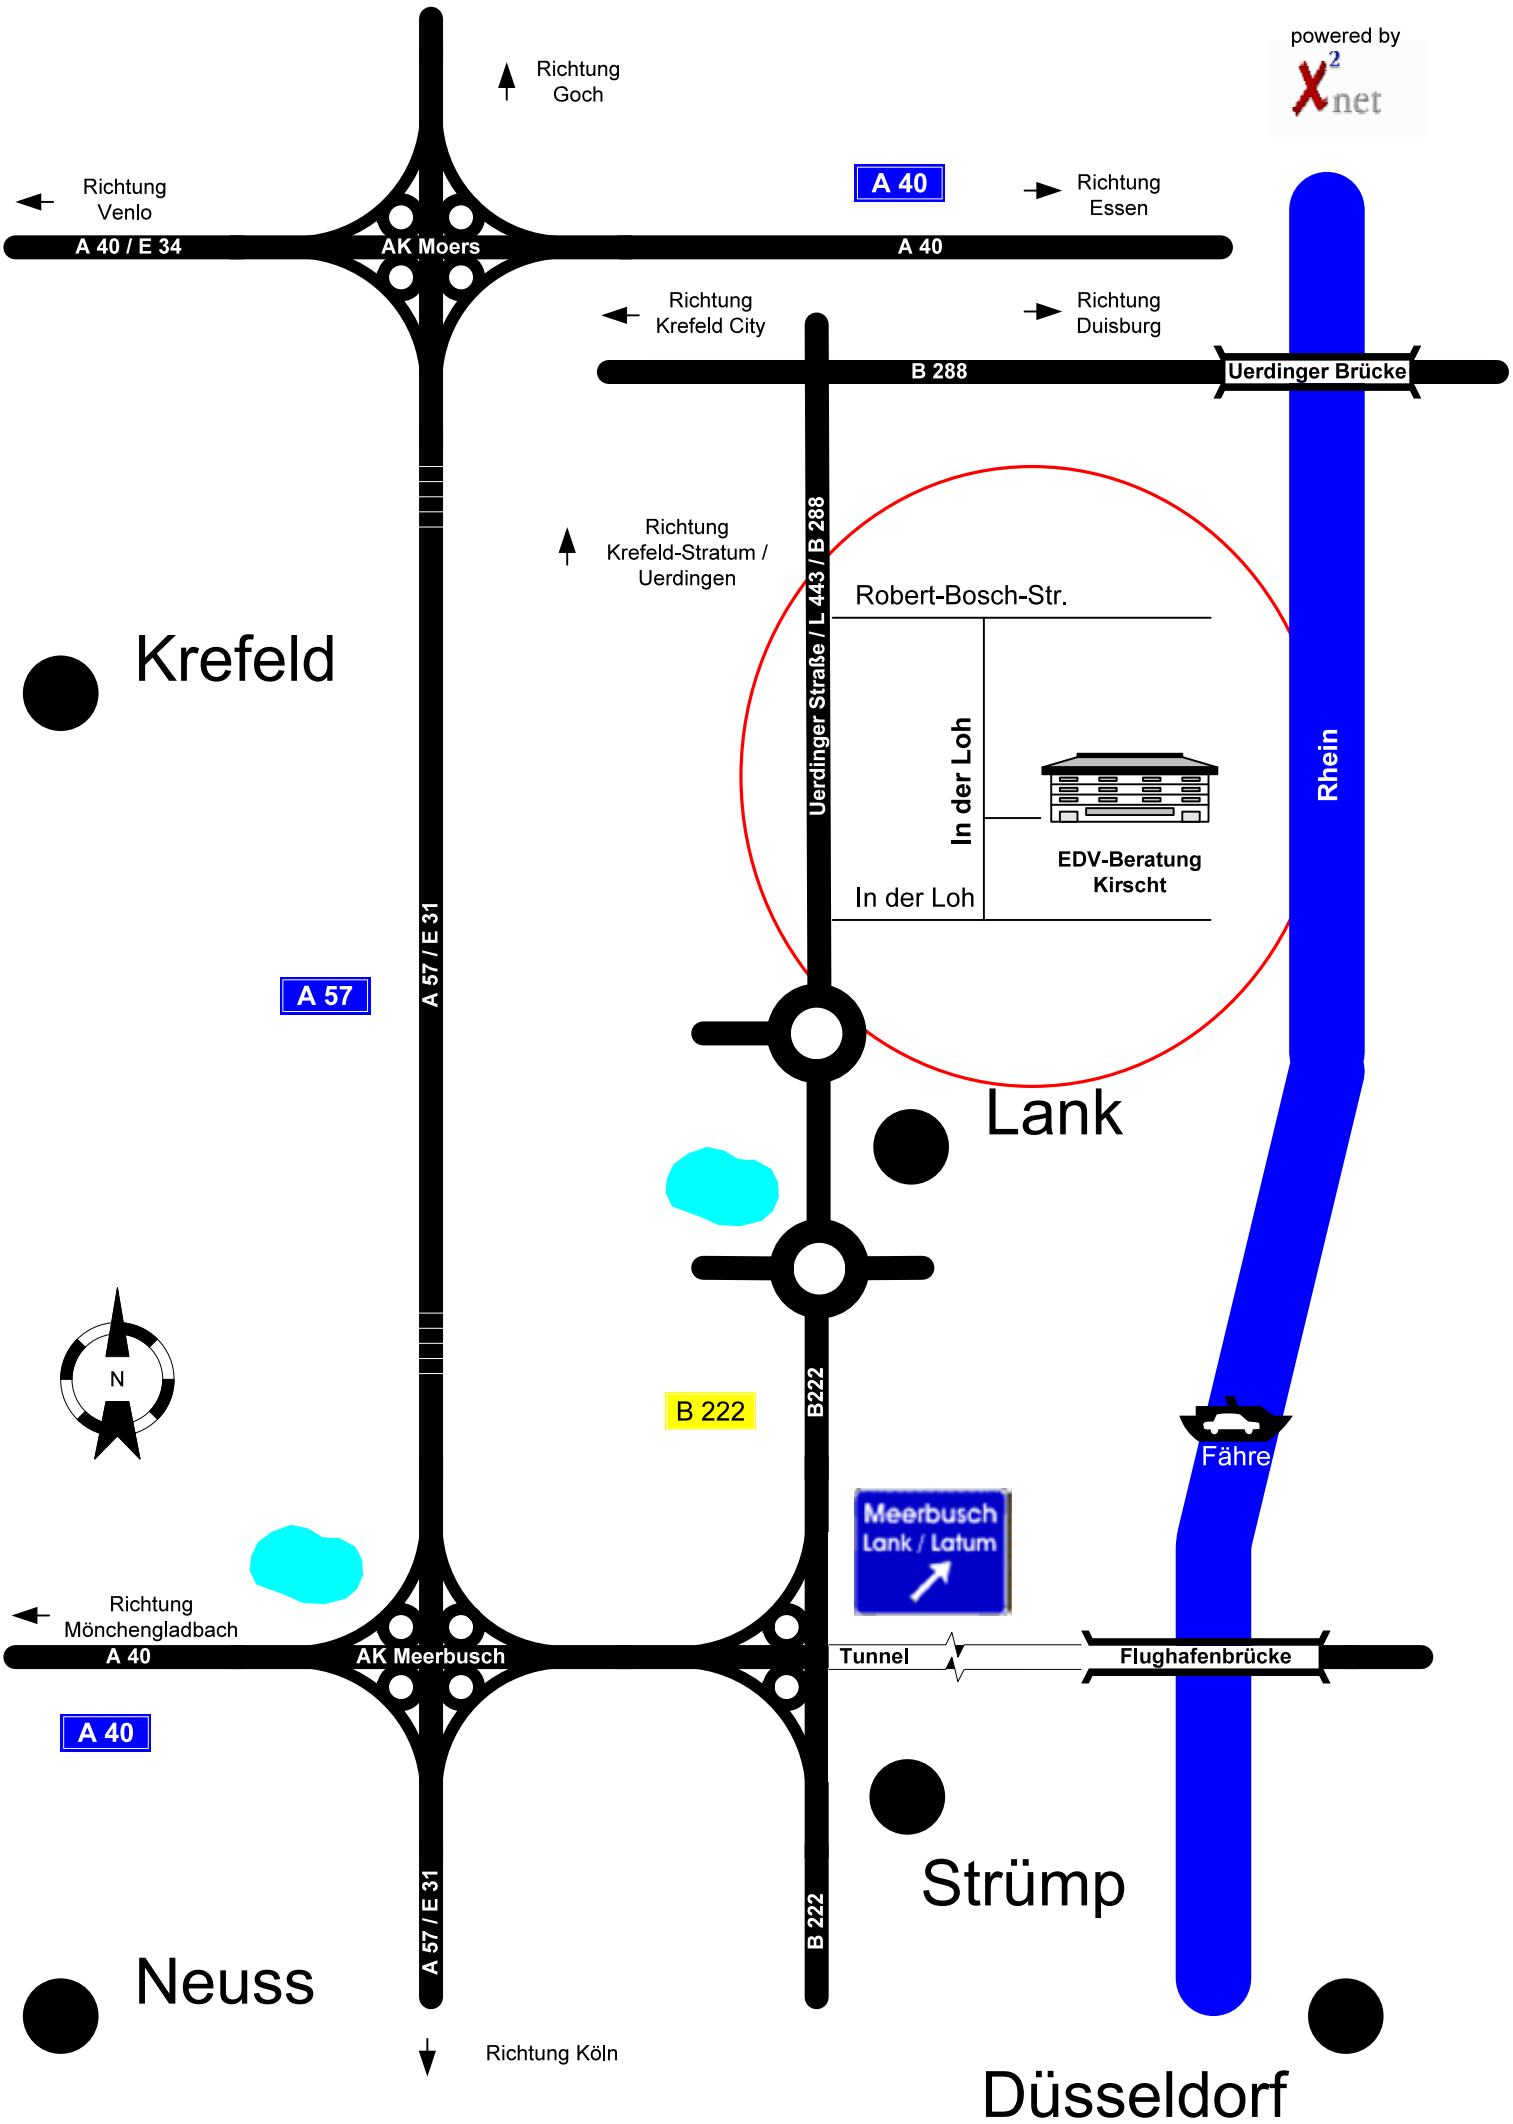 powered by
X2
net
Richtung
Goch
Richtung
Venlo
A 40
Richtung
Essen
A 40 / E 34
AK Moers
A 40
Richtung
Krefeld City
Richtung
Duisburg
B 288
Uerdinger Brücke
Richtung
Krefeld-Stratum /
Uerdingen
Uerdinger Straße / L 443 / B 288
Robert-Bosch-Str.
Krefeld
In der Loh
Rhein
EDV-Beratung
Kirscht
In der Loh
A 57 / E 31
A 57
Lank
N
B222
B 222
Fähre
Meerbusch
Lank / Latum
Richtung
Mönchengladbach
A 40
AK Meerbusch
Tunnel
Flughafenbrücke
A 40
Strümp
A 57 / E 31
B 222
Neuss
Richtung Köln
Düsseldorf